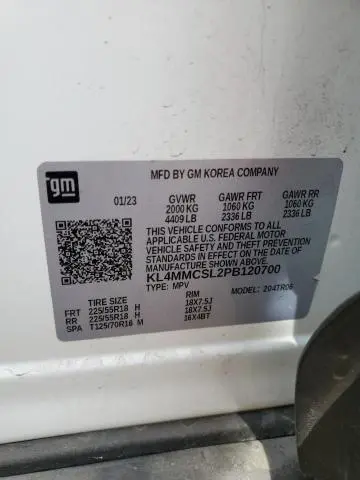 gm
MFD BY GM KOREA COMPANY
01/23 GVWR GAWR FRT GAWR RR
2000 KG 1060 KG 1060 KG
4409 LB 2336 LB 2336 LB
THIS VEHICLE CONFORMS TO ALL
APPLICABLE U.S. FEDERAL MOTOR
VEHICLE SAFETY AND THEFT PREVENTION
STANDARDS IN EFFECT ON THE DATE OF
MANUFACTURE SHOWN ABOVE.
KL4MMCSL2PB120700
TYPE: MPV MODEL: 204TR06
TIRE SIZE RIM
FRT 225/55R18 H 18X7.5J
RR 225/55R18 H 18X7.5J
SPA T125/70R16 M 16X4BT